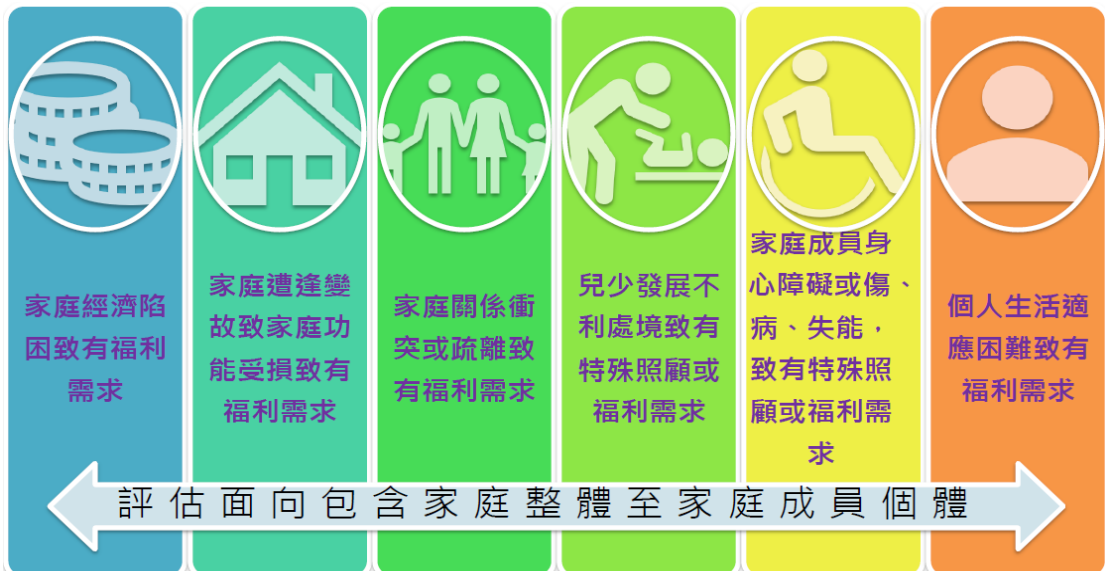 家庭經濟陷
困致有福利
需求
家庭遭逢變
故致家庭功
能受損致有
福利需求
家庭關係衝
突或疏離致
有福利需求
兒少發展不
利處境致有
特殊照顧或
福利需求
家庭成員身
心障礙或傷、
病、失能，
致有特殊照
顧或福利需
求
個人生活適
應困難致有
福利需求
評估面向包含家庭整體至家庭成員個體